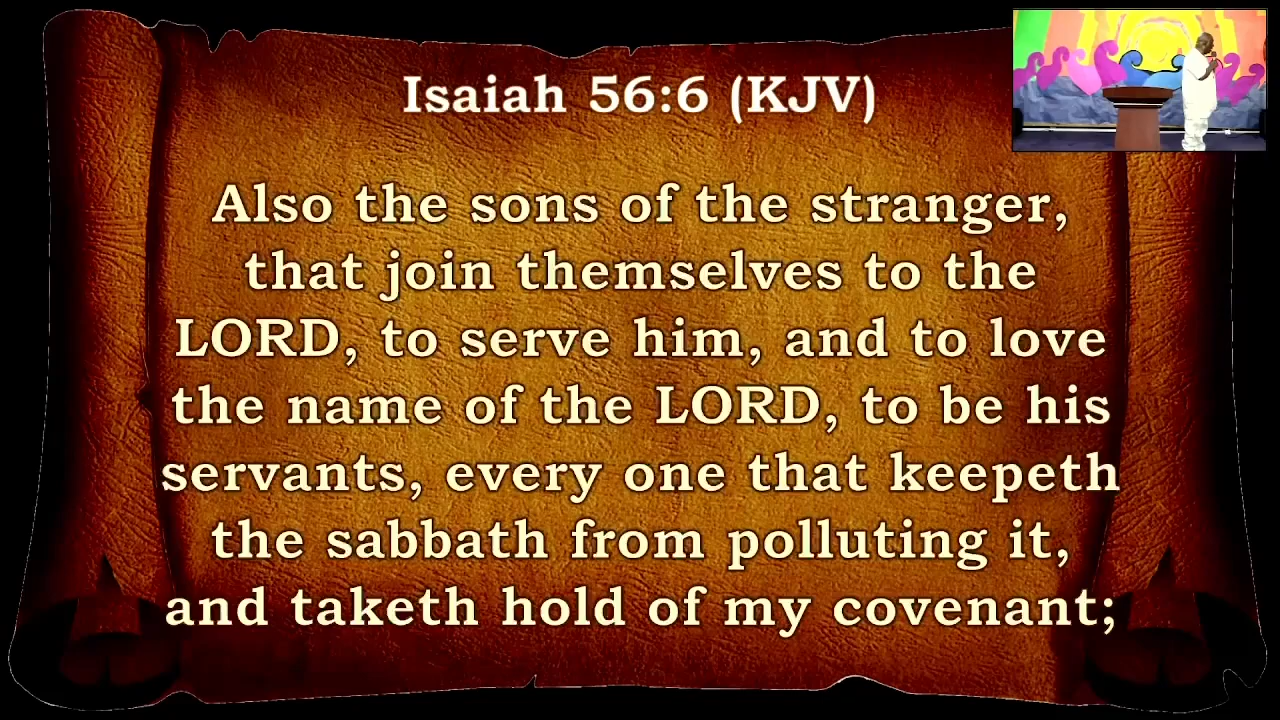 Isaiah 56:6 (KJV)
Also the sons of the stranger,
that join themselves to the
LORD, to serve him, and to love
the name of the LORD, to be his
servants, every one that keepeth
the sabbath from polluting it,
and taketh hold of my covenant;